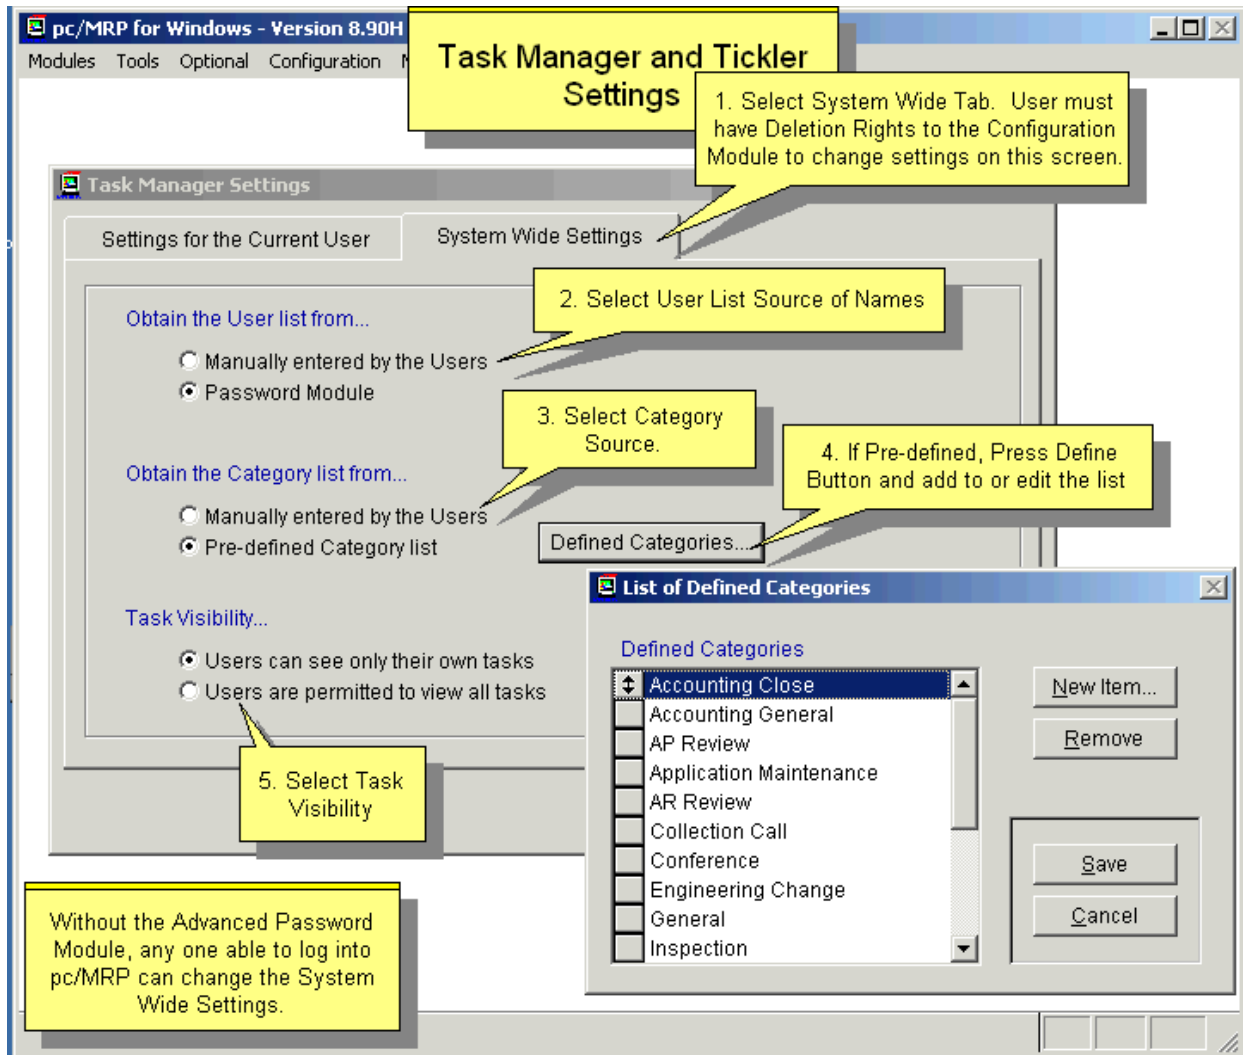 pc/MRP for Windows - Version 8.90H
Modules Tools Optional Configuration
Task Manager and Tickler
Settings
1. Select System Wide Tab. User must
have Deletion Rights to the Configuration
Module to change settings on this screen.
Task Manager Settings
Settings for the Current User
System Wide Settings
2. Select User List Source of Names
Obtain the User list from...
Manually entered by the Users
Password Module
3. Select Category
Source.
4. If Pre-defined, Press Define
Button and add to or edit the list
Obtain the Category list from...
Manually entered by the Users
Pre-defined Category list
Defined Categories...
List of Defined Categories
Task Visibility...
Users can see only their own tasks
Users are permitted to view all tasks
5. Select Task
Visibility
Defined Categories
Accounting Close
Accounting General
AP Review
Application Maintenance
AR Review
Collection Call
Conference
Engineering Change
General
Inspection
New Item...
Remove
Save
Cancel
Without the Advanced Password
Module, any one able to log into
pc/MRP can change the System
Wide Settings.